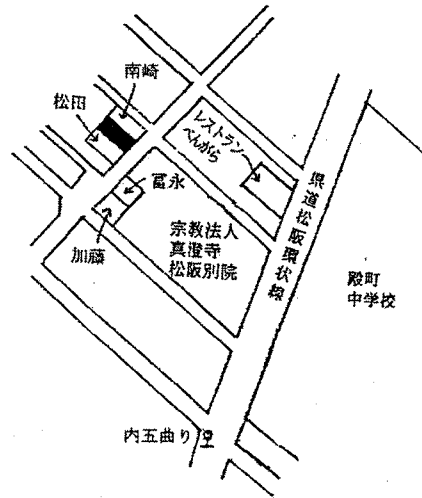 南崎
松田
レストラン
べんがら
冨永
加藤
宗教法人
真澄寺
松阪別院
県道松阪環状線
殿町
中学校
内五曲り